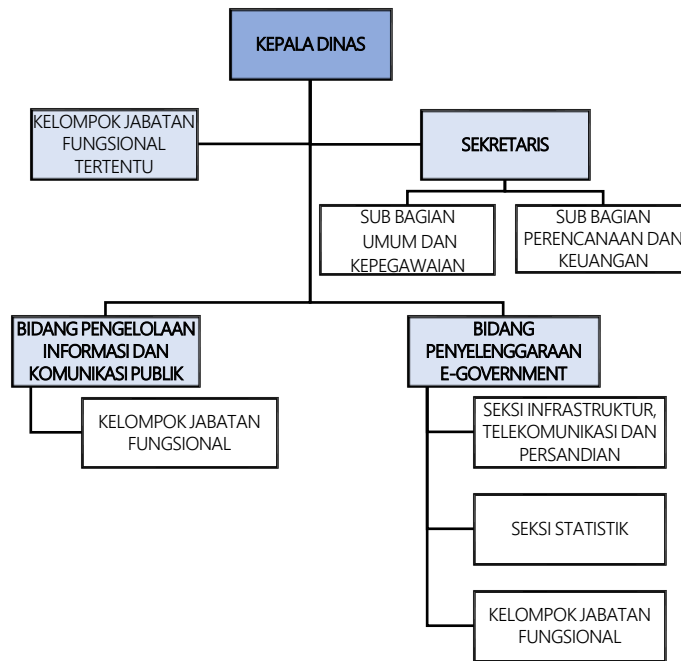 KEPALA DINAS
KELOMPOK JABATAN
FUNGSIONAL
TERTENTU
SEKRETARIS
SUB BAGIAN
UMUM DAN
KEPEGAWAIAN
SUB BAGIAN
PERENCANAAN DAN
KEUANGAN
BIDANG PENGELOLAAN
INFORMASI DAN
KOMUNIKASI PUBLIK
KELOMPOK JABATAN
FUNGSIONAL
BIDANG
PENYELENGGARAAN
E-GOVERNMENT
SEKSI INFRASTRUKTUR,
TELEKOMUNIKASI DAN
PERSANDIAN
SEKSI STATISTIK
KELOMPOK JABATAN
FUNGSIONAL